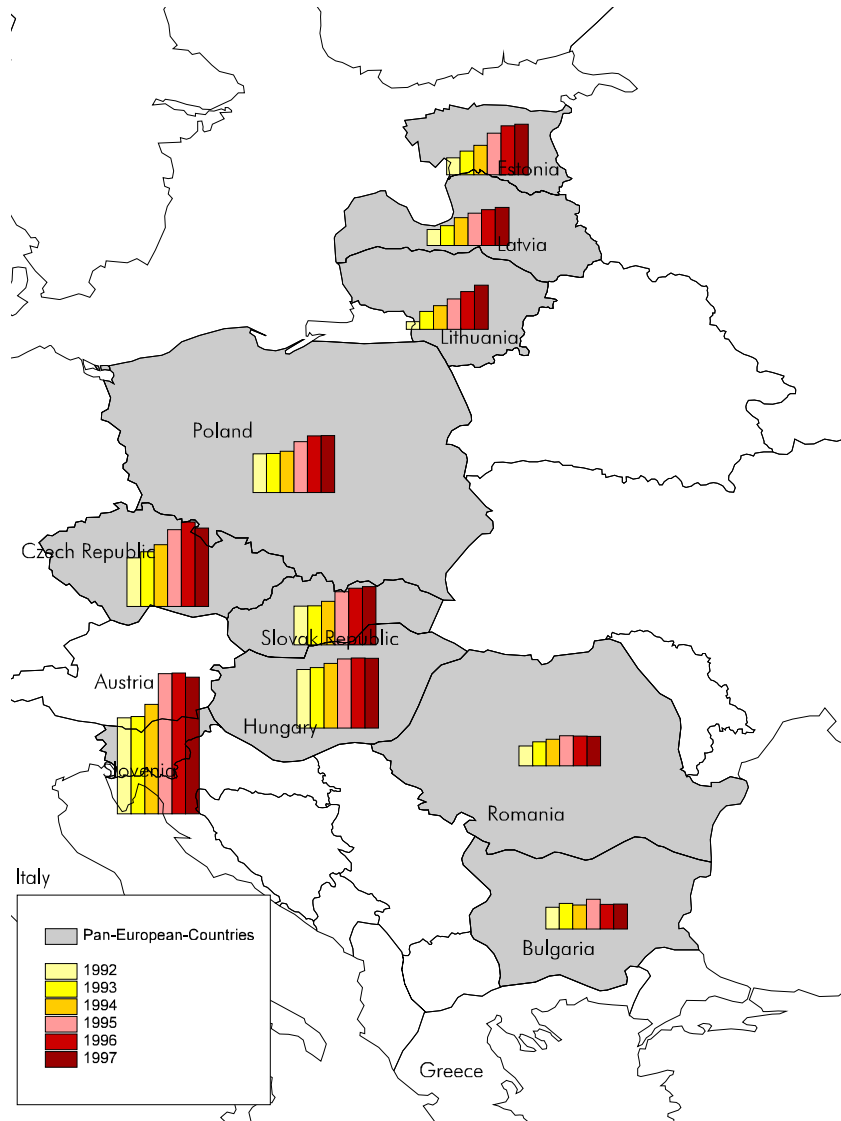 Estonia
Latvia
Lithuania
Poland
Czech Republic
Slovak Republic
Austria
Hungary
Slovenia
Romania
Italy
Pan-European-Countries
Bulgaria
1992
1993
1994
1995
1996
1997
Greece